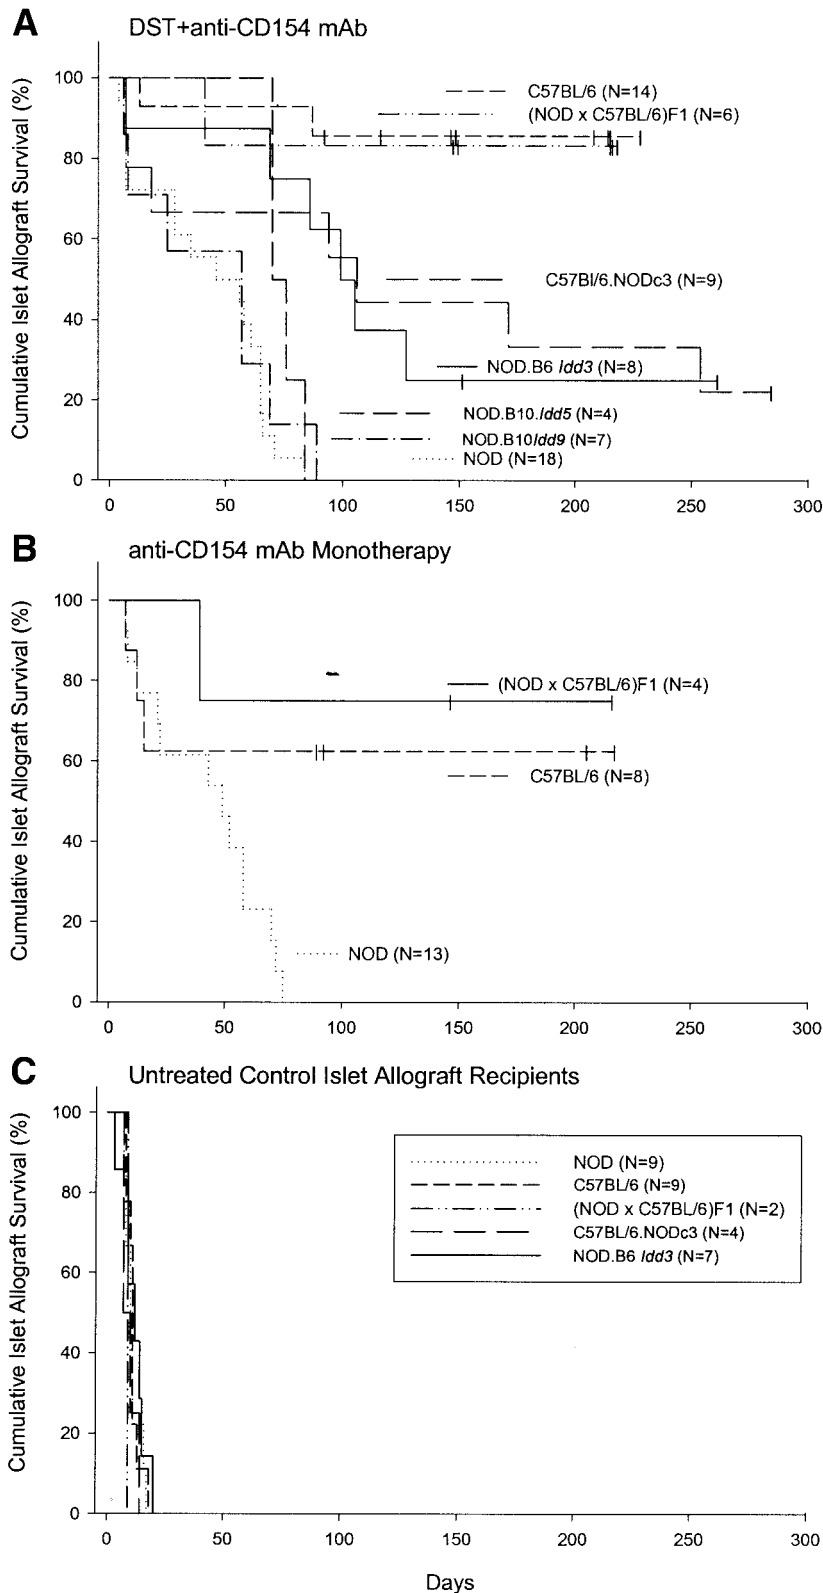 A
DST+anti-CD154 mAb
Cumulative Islet Allograft Survival (%)
100
80
60
40
20
0
C57BL/6 (N=14)
(NOD x C57BL/6)F1 (N=6)
C57Bl/6.NODc3 (N=9)
NOD.B6 Idd3 (N=8)
NOD.B10.Idd5 (N=4)
NOD.B10Idd9 (N=7)
NOD (N=18)
0 50 100 150 200 250 300
B
anti-CD154 mAb Monotherapy
Cumulative Islet Allograft Survival (%)
100
80
60
40
20
0
(NOD x C57BL/6)F1 (N=4)
C57BL/6 (N=8)
NOD (N=13)
0 50 100 150 200 250 300
C
Untreated Control Islet Allograft Recipients
Cumulative Islet Allograft Survival (%)
100
80
60
40
20
0
NOD (N=9)
C57BL/6 (N=9)
(NOD x C57BL/6)F1 (N=2)
C57BL/6.NODc3 (N=4)
NOD.B6 Idd3 (N=7)
0 50 100 150 200 250 300
Days